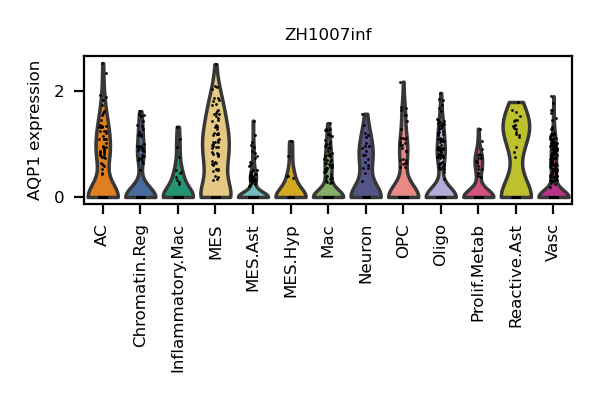 ZH1007inf
AQP1 expression
2
0
AC
Chromatin.Reg
Inflammatory.Mac
MES
MES.Ast
MES.Hyp
Mac
Neuron
OPC
Oligo
Prolif.Metab
Reactive.Ast
Vasc